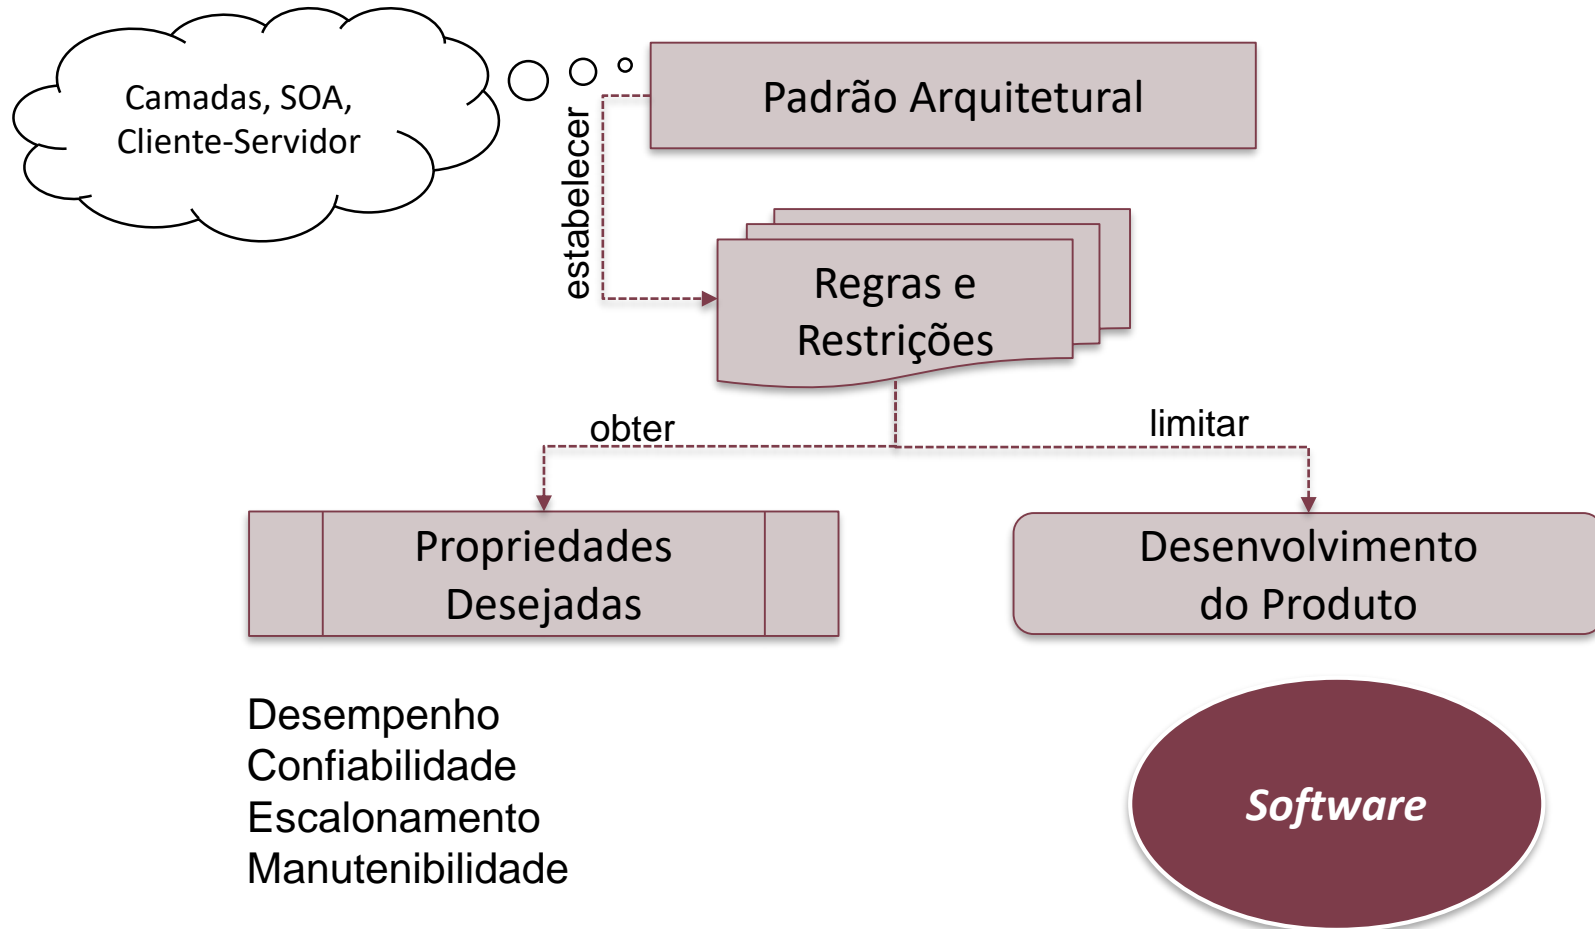 Camadas, SOA,
Cliente-Servidor
Padrão Arquitetural
estabelecer
Regras e
Restrições
obter
limitar
Propriedades
Desejadas
Desenvolvimento
do Produto
Desempenho
Confiabilidade
Escalonamento
Manutenibilidade
Software